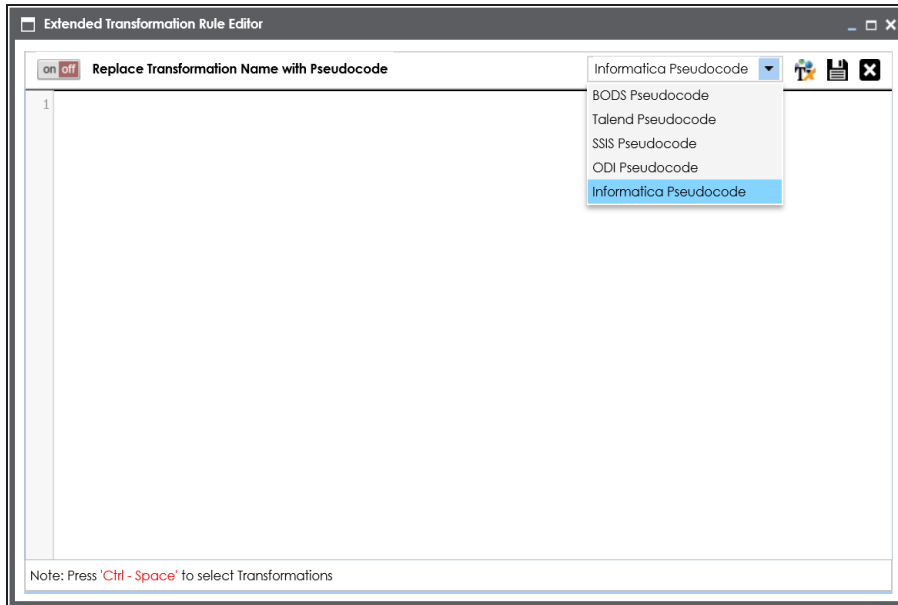 Extended Transformation Rule Editor
on off Replace Transformation Name with Pseudocode Informatica Pseudocode
BODS Pseudocode
Talend Pseudocode
SSIS Pseudocode
ODI Pseudocode
Informatica Pseudocode
1
Note: Press 'Ctrl - Space' to select Transformations